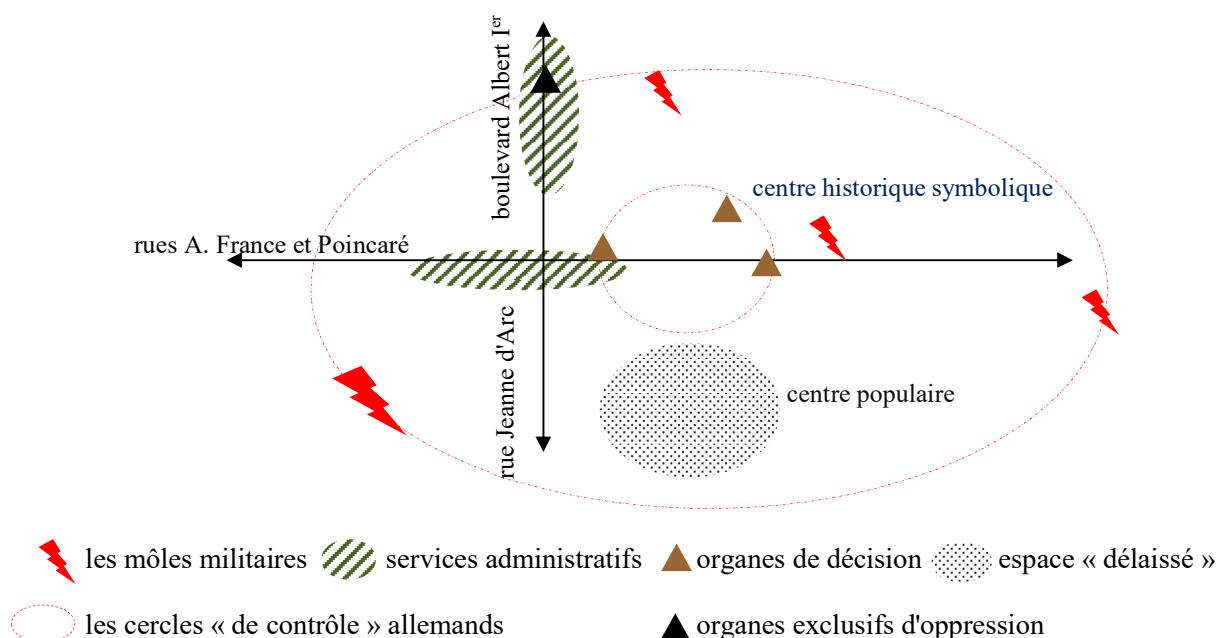 boulevard Albert Iᵉʳ
centre historique symbolique
rues A. France et Poincaré
rue Jeanne d'Arc
centre populaire
les môles militaires
services administratifs
organes de décision
espace « délaissé »
les cercles « de contrôle » allemands
organes exclusifs d'oppression